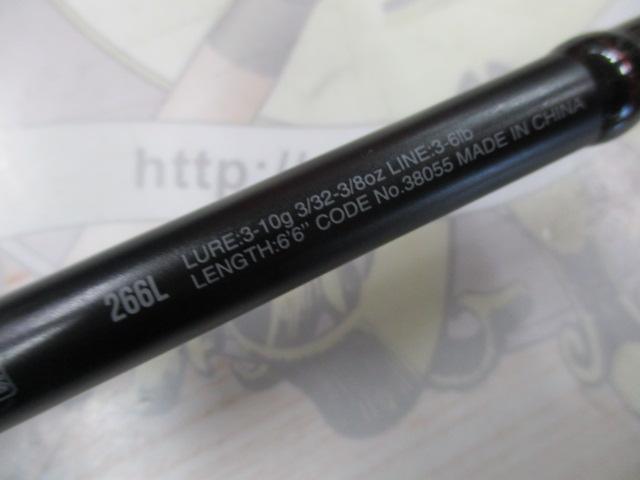 http://
266L
LURE:3-10g 3/32-3/8oz LINE:3-6lb
LENGTH:6'6" CODE No.38055 MADE IN CHINA